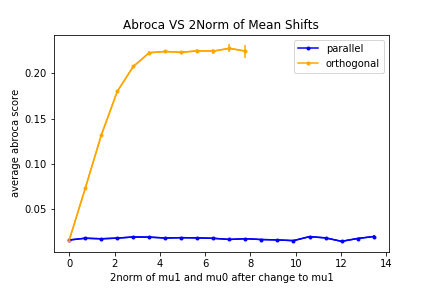 Abroca VS 2Norm of Mean Shifts
parallel
orthogonal
average abroca score
0.20
0.15
0.10
0.05
0 2 4 6 8 10 12 14
2norm of mu1 and mu0 after change to mu1